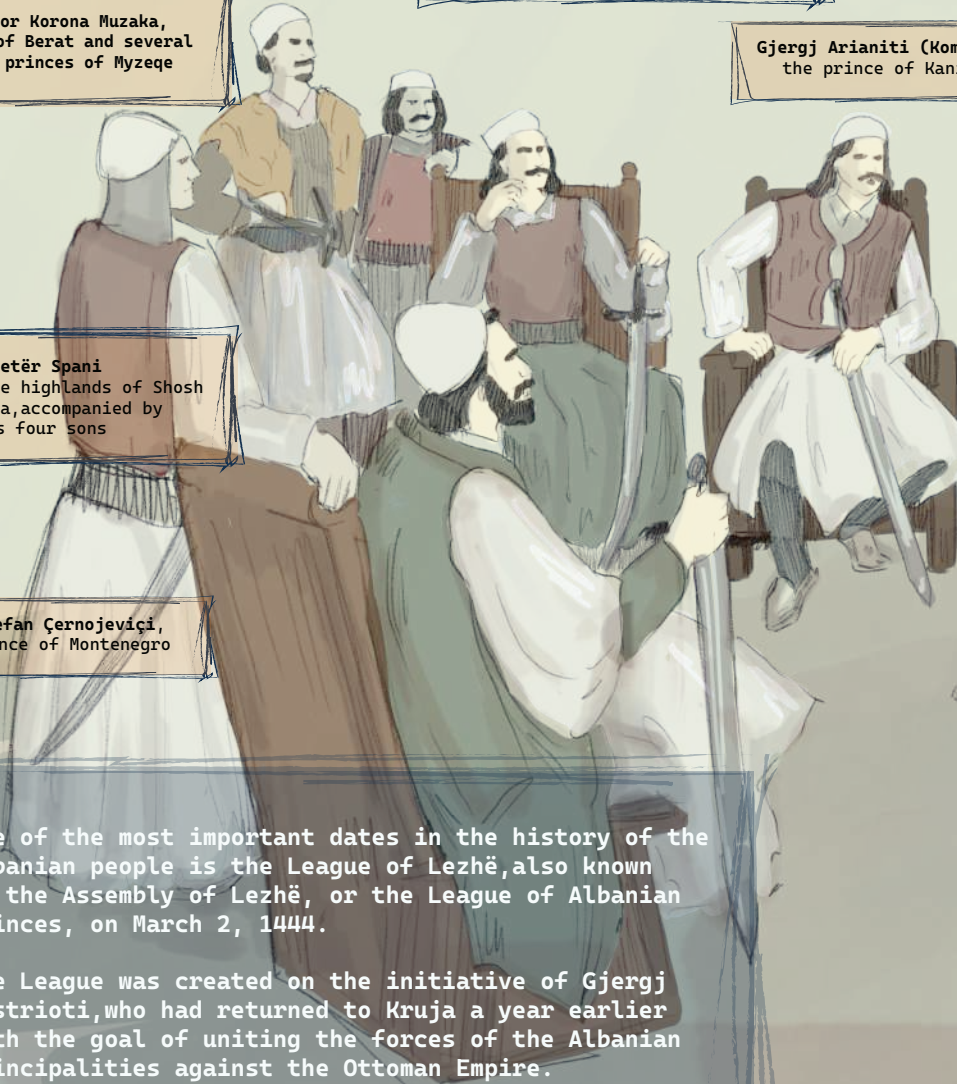 or Korona Muzaka,
of Berat and several
princes of Myzeqe
Gjergj Arianiti (Kom
the prince of Kani
etër Spani
e highlands of Shosh
a,accompanied by
s four sons
efan Çernojeviçi,
nce of Montenegro
e of the most important dates in the history of the
banian people is the League of Lezhë,also known
the Assembly of Lezhë, or the League of Albanian
inces, on March 2, 1444.
e League was created on the initiative of Gjergj
strioti,who had returned to Kruja a year earlier
th the goal of uniting the forces of the Albanian
incipalities against the Ottoman Empire.